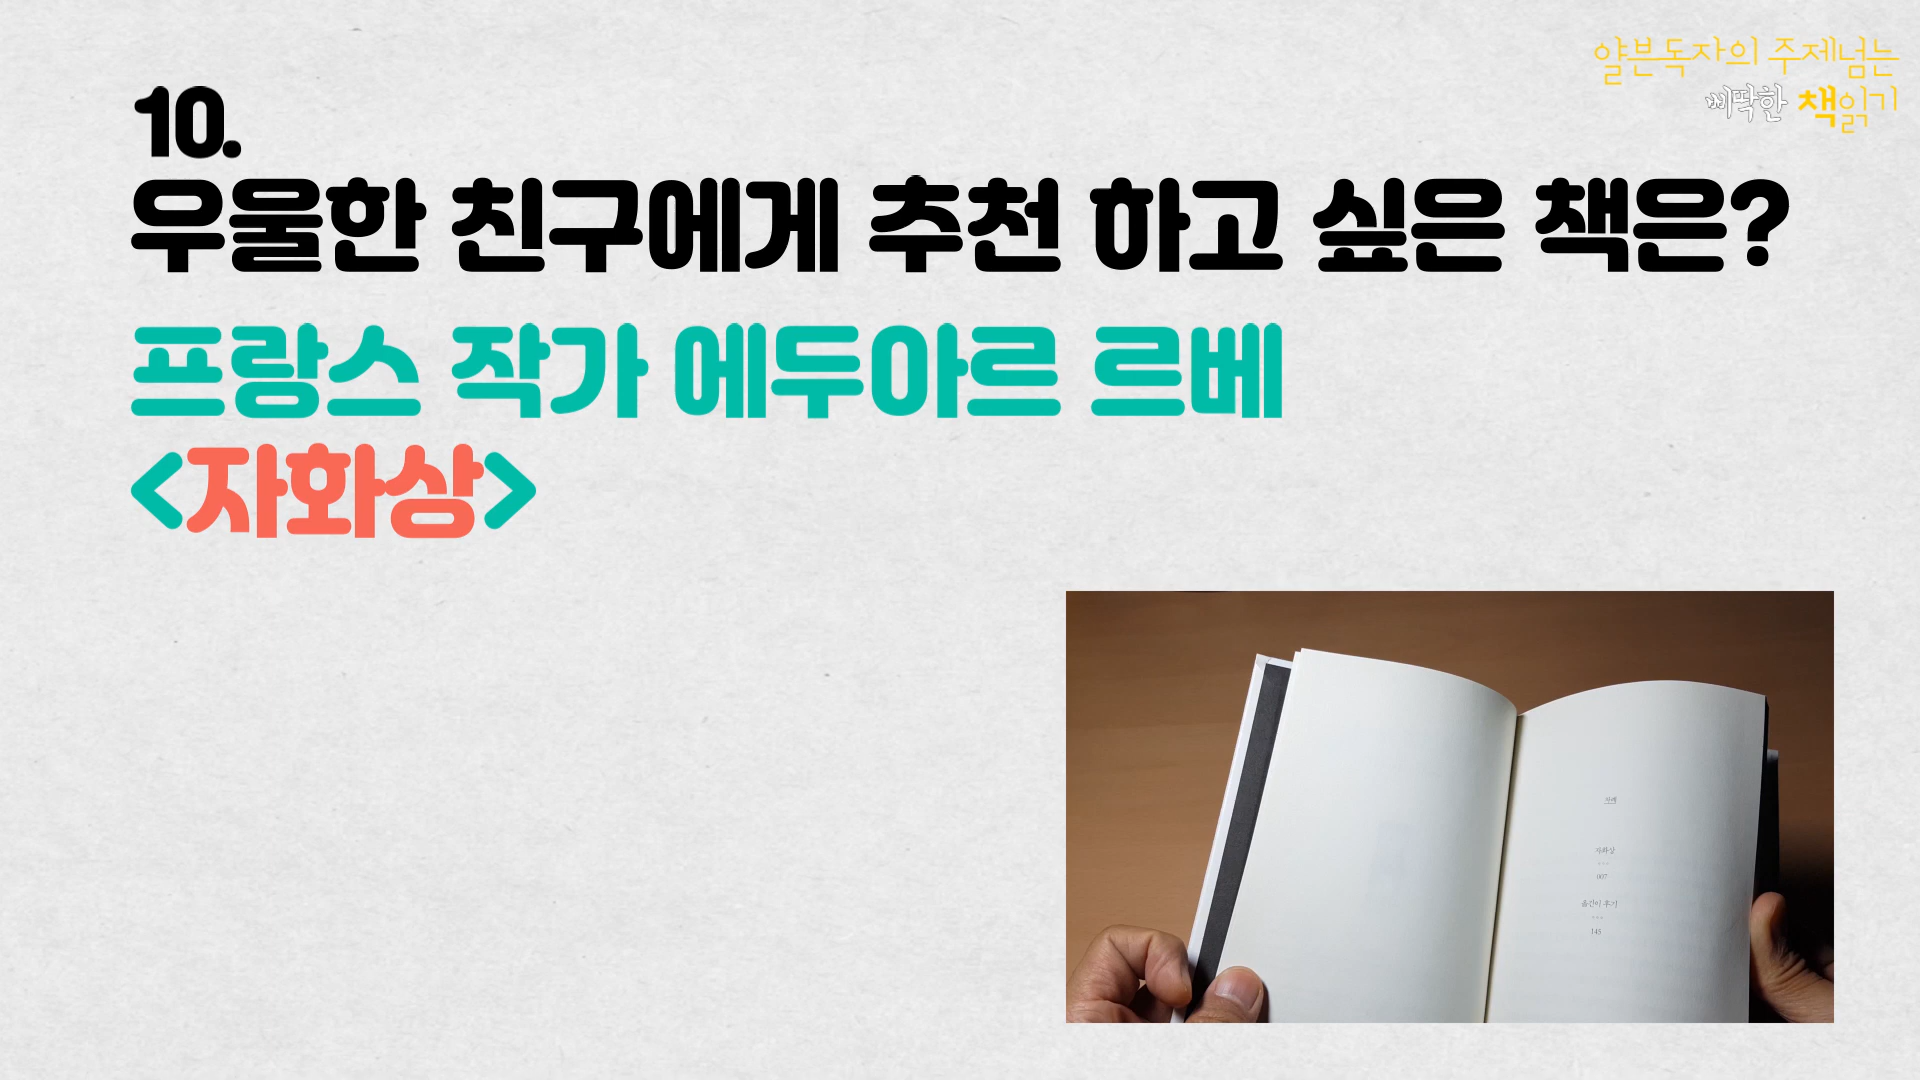 얄븐독자의 주제넘는
삐딱한 책읽기
10.
우울한 친구에게 추천 하고 싶은 책은?
프랑스 작가 에두아르 르베
<자화상>
차례
자화상
007
옮긴이 후기
145